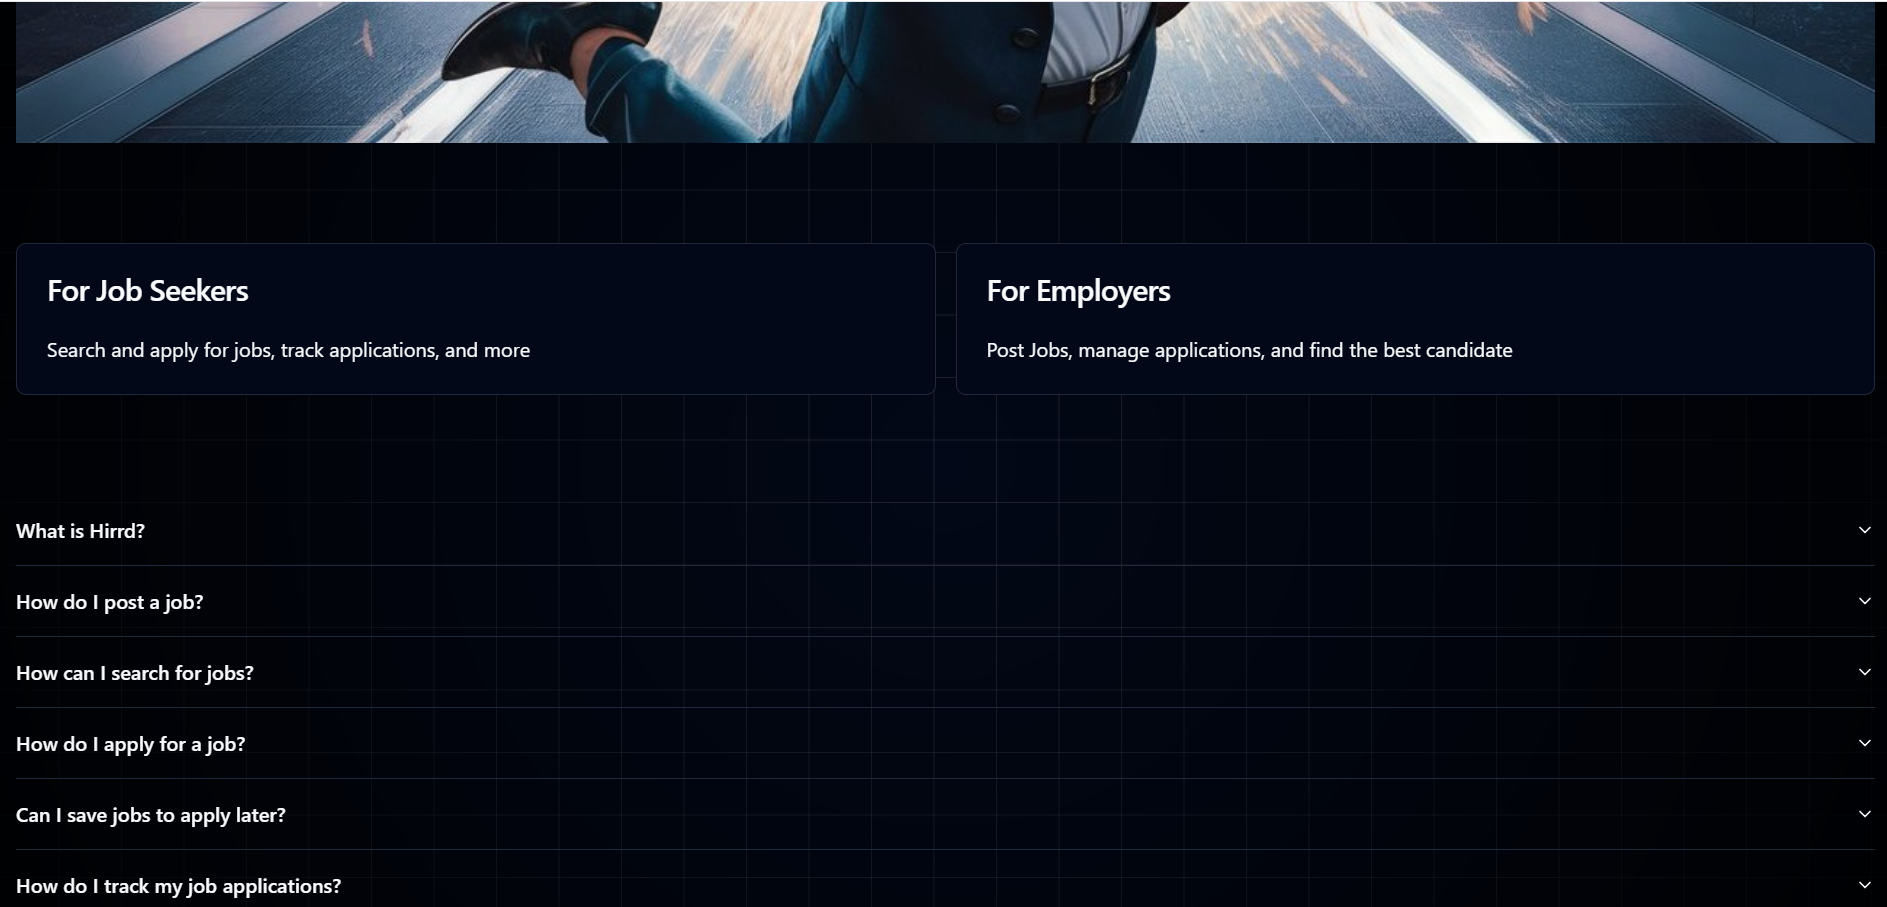 For Job Seekers
Search and apply for jobs, track applications, and more
For Employers
Post Jobs, manage applications, and find the best candidate
What is Hirrd?
How do I post a job?
How can I search for jobs?
How do I apply for a job?
Can I save jobs to apply later?
How do I track my job applications?